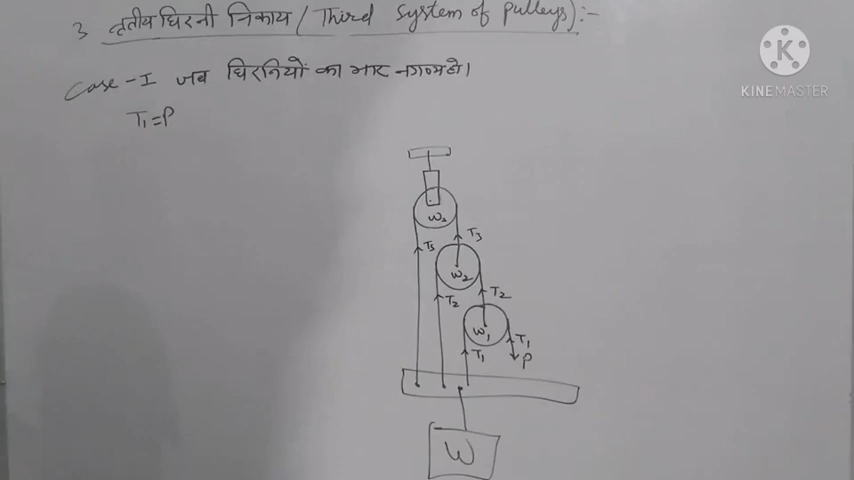 3 तृतीय घिरनी निकाय / (Third System of pulleys) :-
KINEMASTER
Case - I जब घिरनियों का भार नगण्य हो।
T₁ = P
W₃
T₃
T₃
W₂
T₂
T₂
W₁
T₁
T₁
P
W